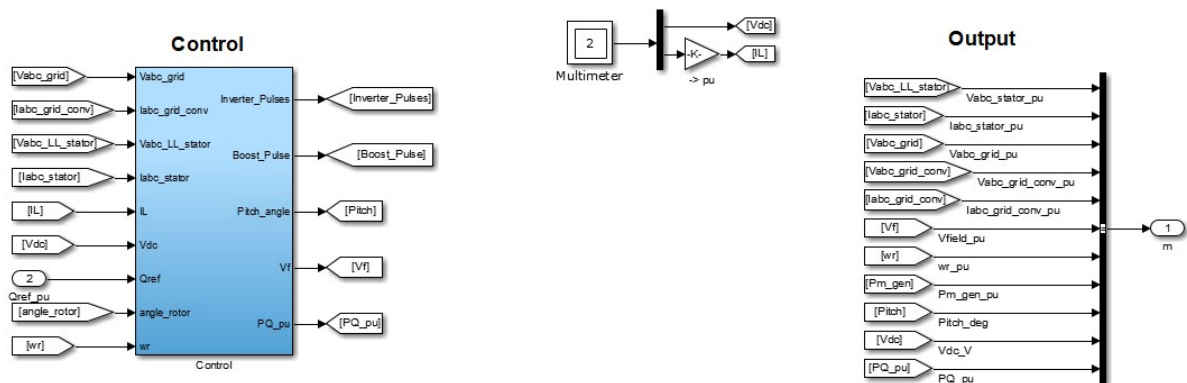 Control
[Vabc_grid]
[Iabc_grid_conv]
[Vabc_LL_stator]
[Iabc_stator]
[IL]
[Vdc]
2
Qref_pu
[angle_rotor]
[wr]
Vabc_grid
Iabc_grid_conv
Vabc_LL_stator
Iabc_stator
IL
Vdc
Qref
angle_rotor
wr
Inverter_Pulses
Boost_Pulse
Pitch_angle
Vf
PQ_pu
Control
[Inverter_Pulses]
[Boost_Pulse]
[Pitch]
[Vf]
[PQ_pu]
2
Multimeter
-K-
-> pu
[Vdc]
[IL]
Output
[Vabc_LL_stator]
Vabc_stator_pu
[Iabc_stator]
Iabc_stator_pu
[Vabc_grid]
Vabc_grid_pu
[Vabc_grid_conv]
Vabc_grid_conv_pu
[Iabc_grid_conv]
Iabc_grid_conv_pu
[Vf]
Vfield_pu
[wr]
wr_pu
[Pm_gen]
Pm_gen_pu
[Pitch]
Pitch_deg
[Vdc]
Vdc_V
[PQ_pu]
PQ_pu
1
m